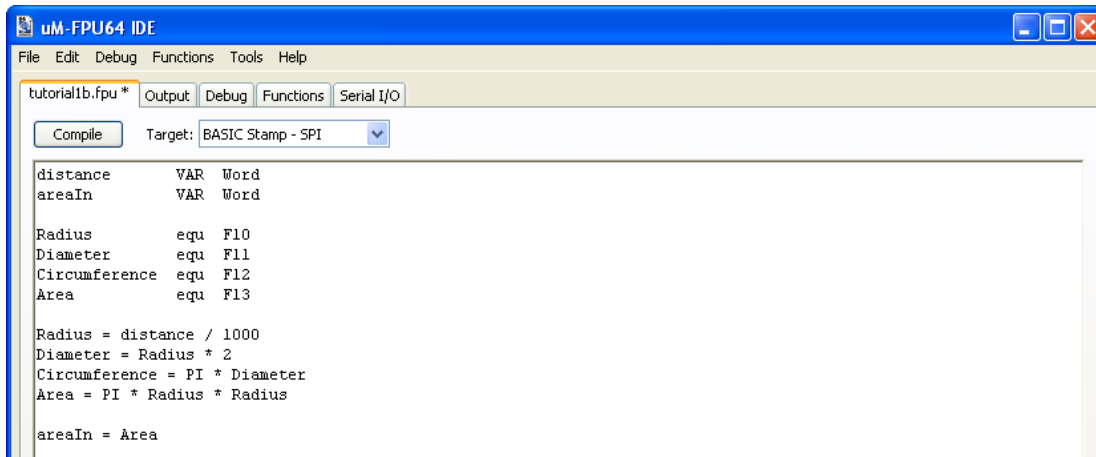 uM-FPU64 IDE
File Edit Debug Functions Tools Help
tutorial1b.fpu * Output Debug Functions Serial I/O
Compile Target: BASIC Stamp - SPI
distance VAR Word
areaIn VAR Word
Radius equ F10
Diameter equ F11
Circumference equ F12
Area equ F13
Radius = distance / 1000
Diameter = Radius * 2
Circumference = PI * Diameter
Area = PI * Radius * Radius
areaIn = Area